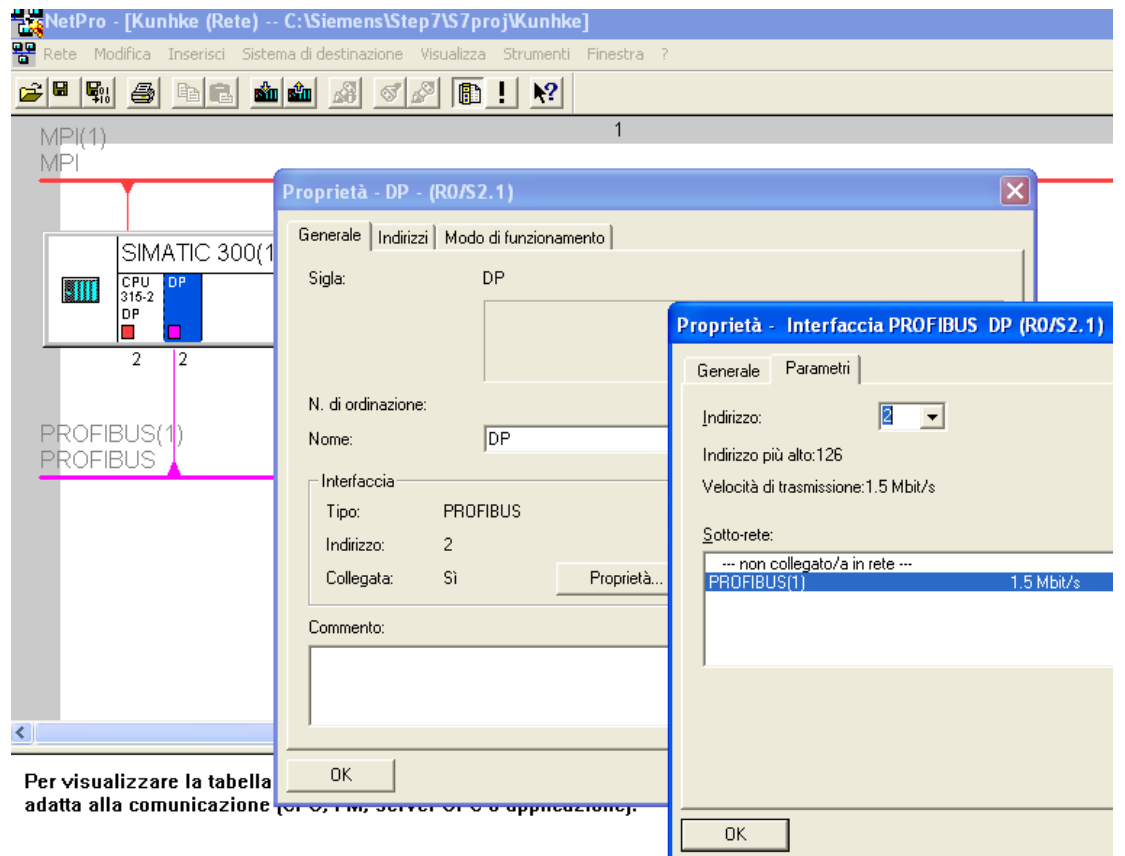 NetPro - [Kunhke (Rete) -- C:\Siemens\Step7\S7proj\Kunhke]
Rete Modifica Inserisci Sistema di destinazione Visualizza Strumenti Finestra ?
1
MPI(1)
MPI
SIMATIC 300(1
CPU
315-2
DP
DP
2 2
PROFIBUS(1)
PROFIBUS
Proprietà - DP - (R0/S2.1)
Generale Indirizzi Modo di funzionamento
Sigla: DP
N. di ordinazione:
Nome: DP
Interfaccia
Tipo: PROFIBUS
Indirizzo: 2
Collegata: Sì Proprietà...
Commento:
OK
Proprietà - Interfaccia PROFIBUS DP (R0/S2.1)
Generale Parametri
Indirizzo: 2
Indirizzo più alto:126
Velocità di trasmissione:1.5 Mbit/s
Sotto-rete:
--- non collegato/a in rete ---
PROFIBUS(1) 1.5 Mbit/s
OK
Per visualizzare la tabella
adatta alla comunicazione